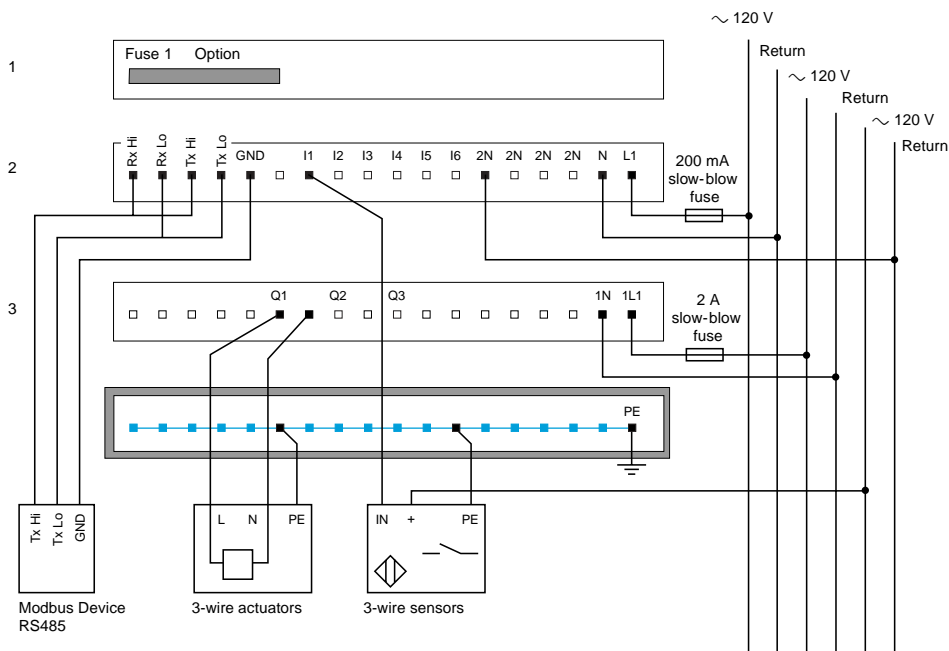 ∼ 120 V
Return
∼ 120 V
Return
∼ 120 V
Return
1
Fuse 1 Option
2
Rx Hi Rx Lo Tx Hi Tx Lo GND I1 I2 I3 I4 I5 I6 2N 2N 2N 2N N L1
200 mA
slow-blow
fuse
3
Q1 Q2 Q3 1N 1L1
2 A
slow-blow
fuse
PE
Tx Hi Tx Lo GND
L N PE
IN + PE
Modbus Device
RS485
3-wire actuators
3-wire sensors